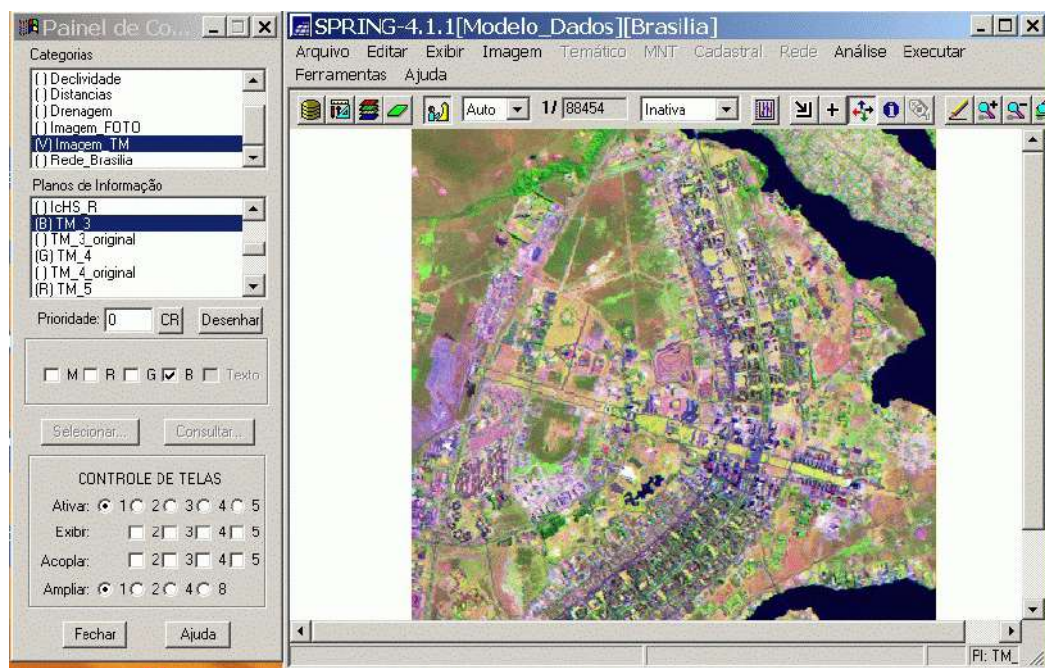 Painel de Co...
Categorias
( ) Declividade
( ) Distancias
( ) Drenagem
( ) Imagem_FOTO
(V) Imagem_TM
( ) Rede_Brasilia
Planos de Informação
( ) IcHS_R
(B) TM_3
( ) TM_3_original
(G) TM_4
( ) TM_4_original
(R) TM_5
Prioridade: 0 CR Desenhar
M R G B Texto
Selecionar... Consultar...
CONTROLE DE TELAS
Ativar: 1 2 3 4 5
Exibir: 2 3 4 5
Acoplar: 2 3 4 5
Ampliar: 1 2 4 8
Fechar Ajuda
SPRING-4.1.1[Modelo_Dados][Brasilia]
Arquivo Editar Exibir Imagem Temático MNT Cadastral Rede Análise Executar
Ferramentas Ajuda
Auto 1/ 88454 Inativa
PI: TM_